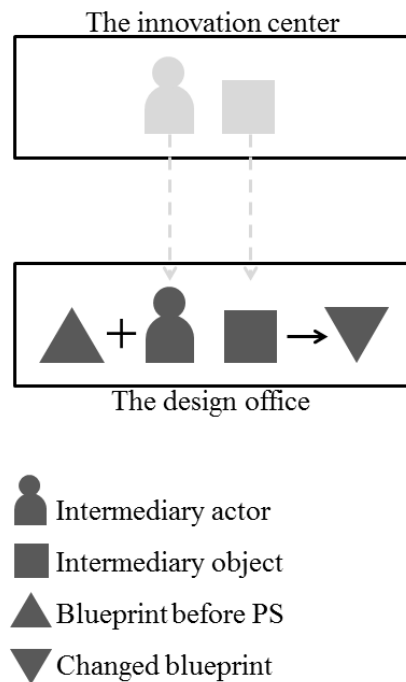 The innovation center
+
The design office
Intermediary actor
Intermediary object
Blueprint before PS
Changed blueprint